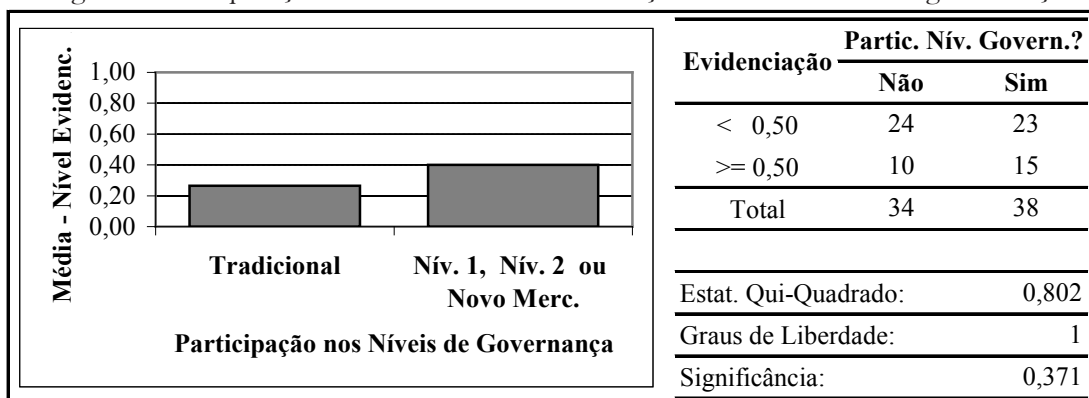 Média - Nível Evidenc.
1,00
0,80
0,60
0,40
0,20
0,00
Tradicional
Nív. 1, Nív. 2 ou
Novo Merc.
Participação nos Níveis de Governança
Evidenciação Partic. Nív. Govern.?
Não Sim
< 0,50 24 23
>= 0,50 10 15
Total 34 38
Estat. Qui-Quadrado: 0,802
Graus de Liberdade: 1
Significância: 0,371